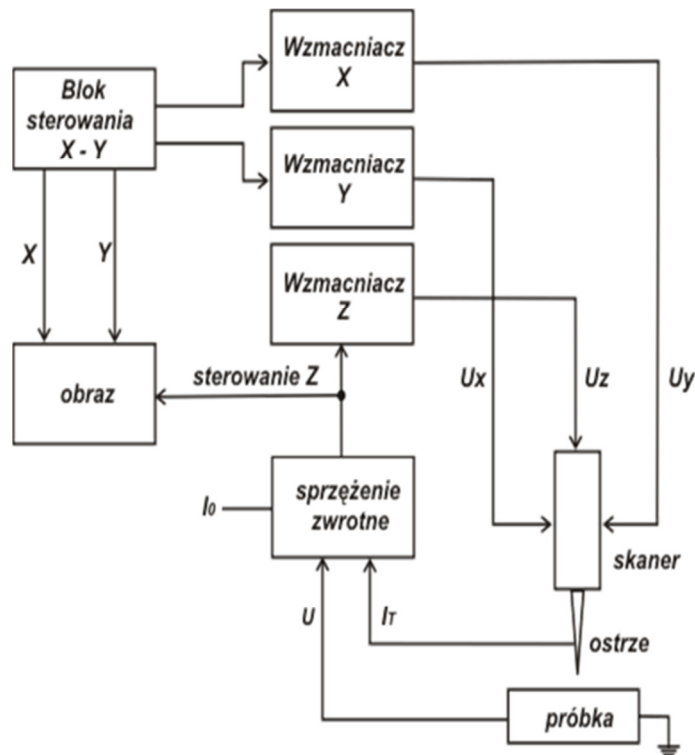 Wzmacniacz
X
Blok
sterowania
X - Y
Wzmacniacz
Y
X
Y
Wzmacniacz
Z
obraz
sterowanie Z
Ux
Uz
Uy
I0
sprzężenie
zwrotne
skaner
U
IT
ostrze
próbka